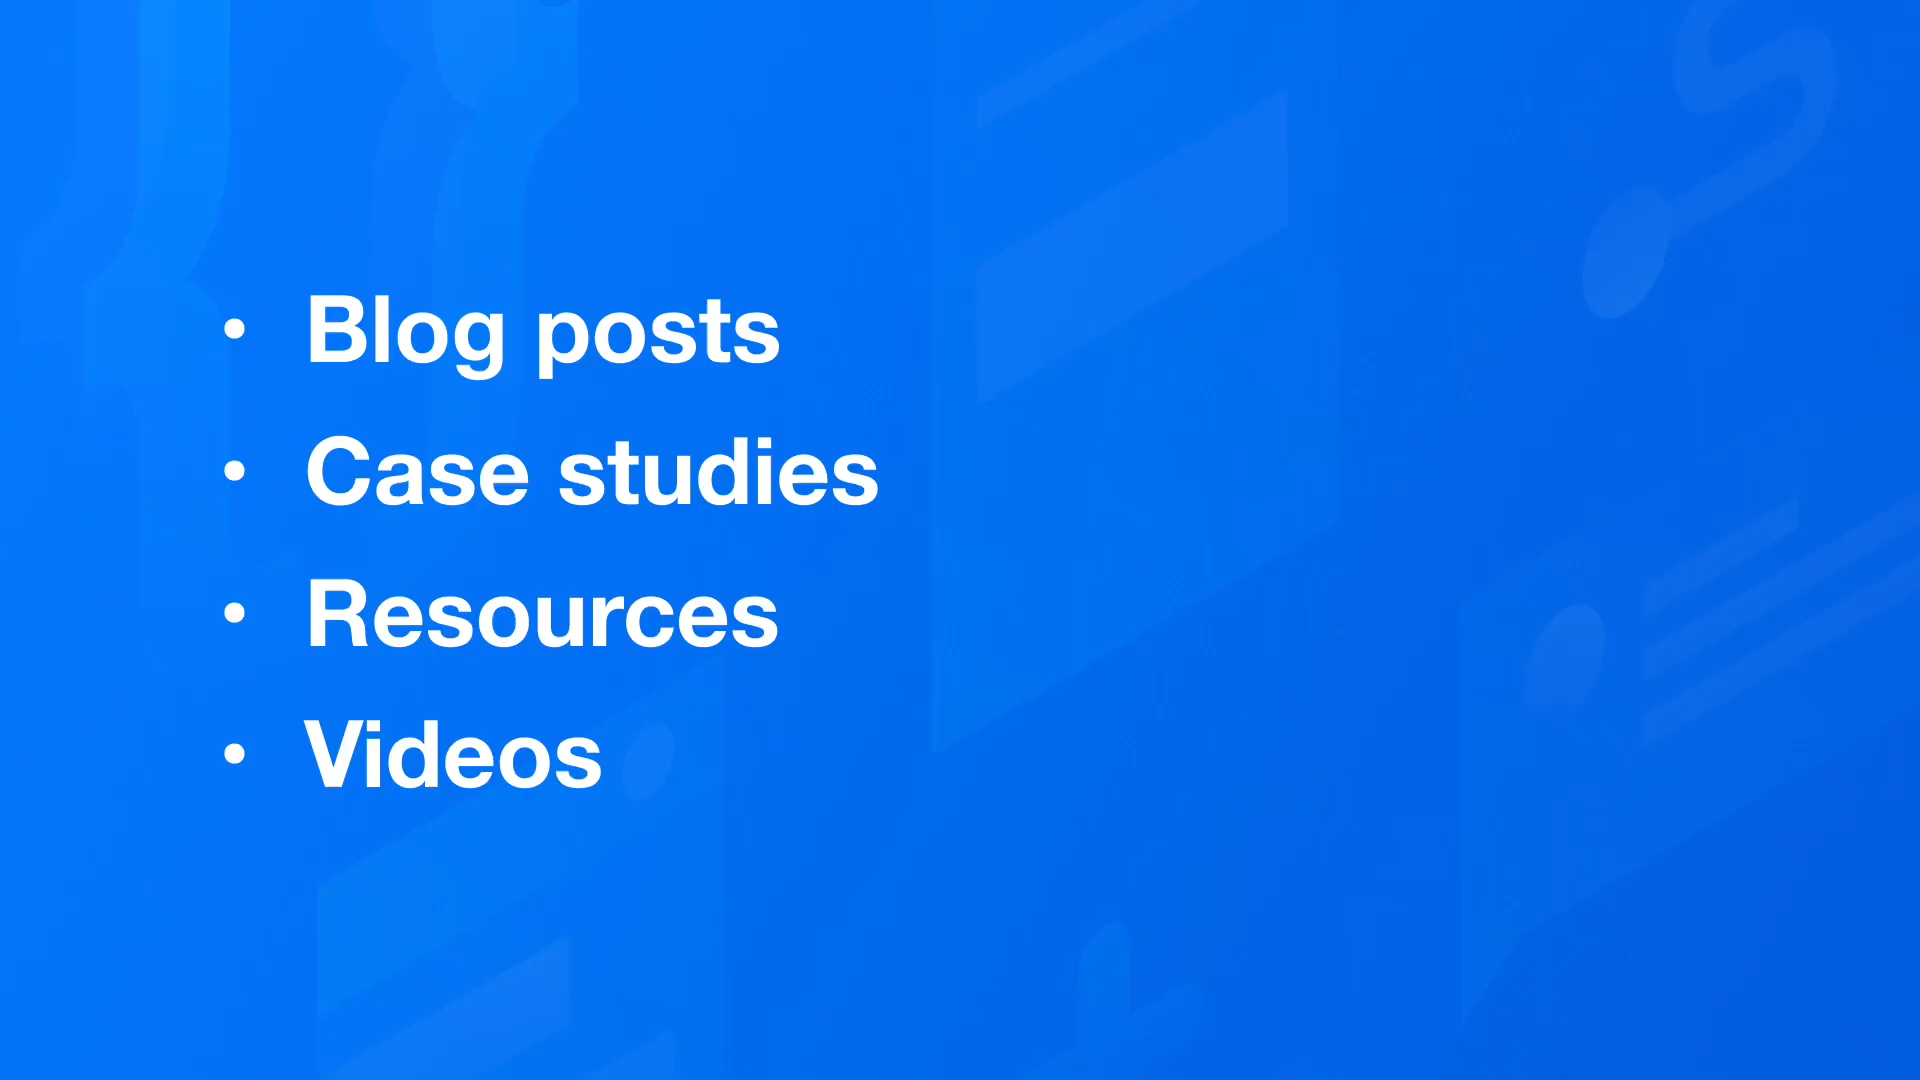 • Blog posts
• Case studies
• Resources
• Videos